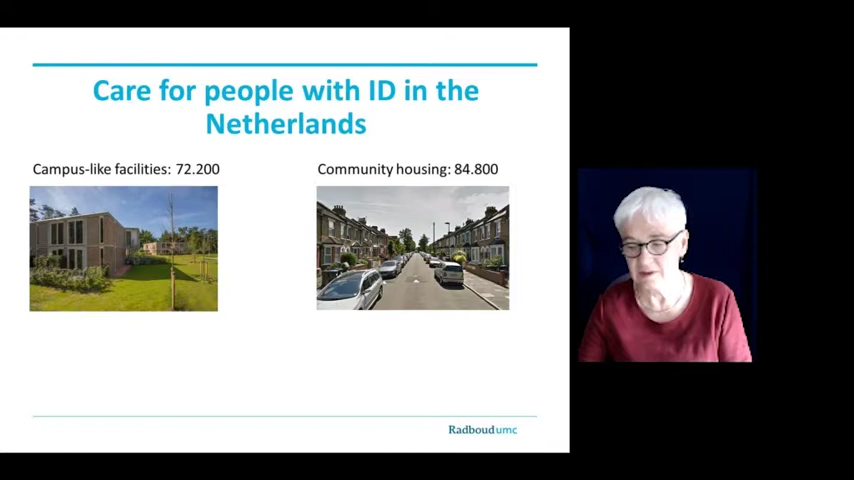 Care for people with ID in the
Netherlands
Campus-like facilities: 72.200
Community housing: 84.800
Radboudumc